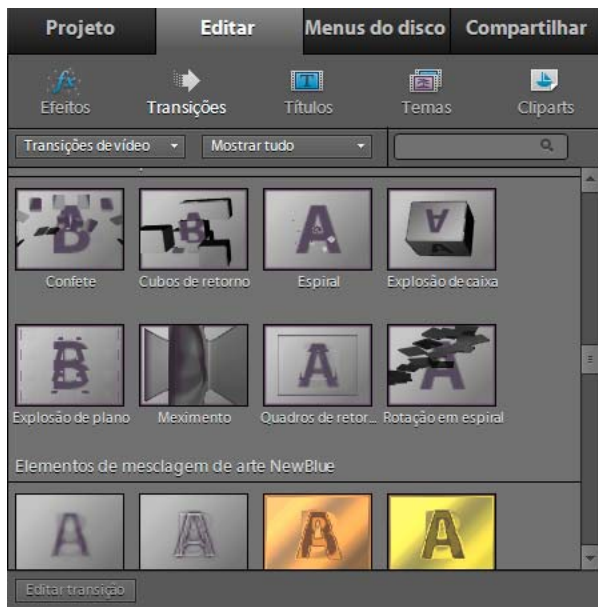 Projeto Editar Menus do disco Compartilhar
Efeitos Transições Títulos Temas Cliparts
Transições de vídeo Mostrar tudo
Confete Cubos de retorno Espiral Explosão de caixa
Explosão de plano Meximento Quadros de retor... Rotação em espiral
Elementos de mesclagem de arte NewBlue
Editar transição